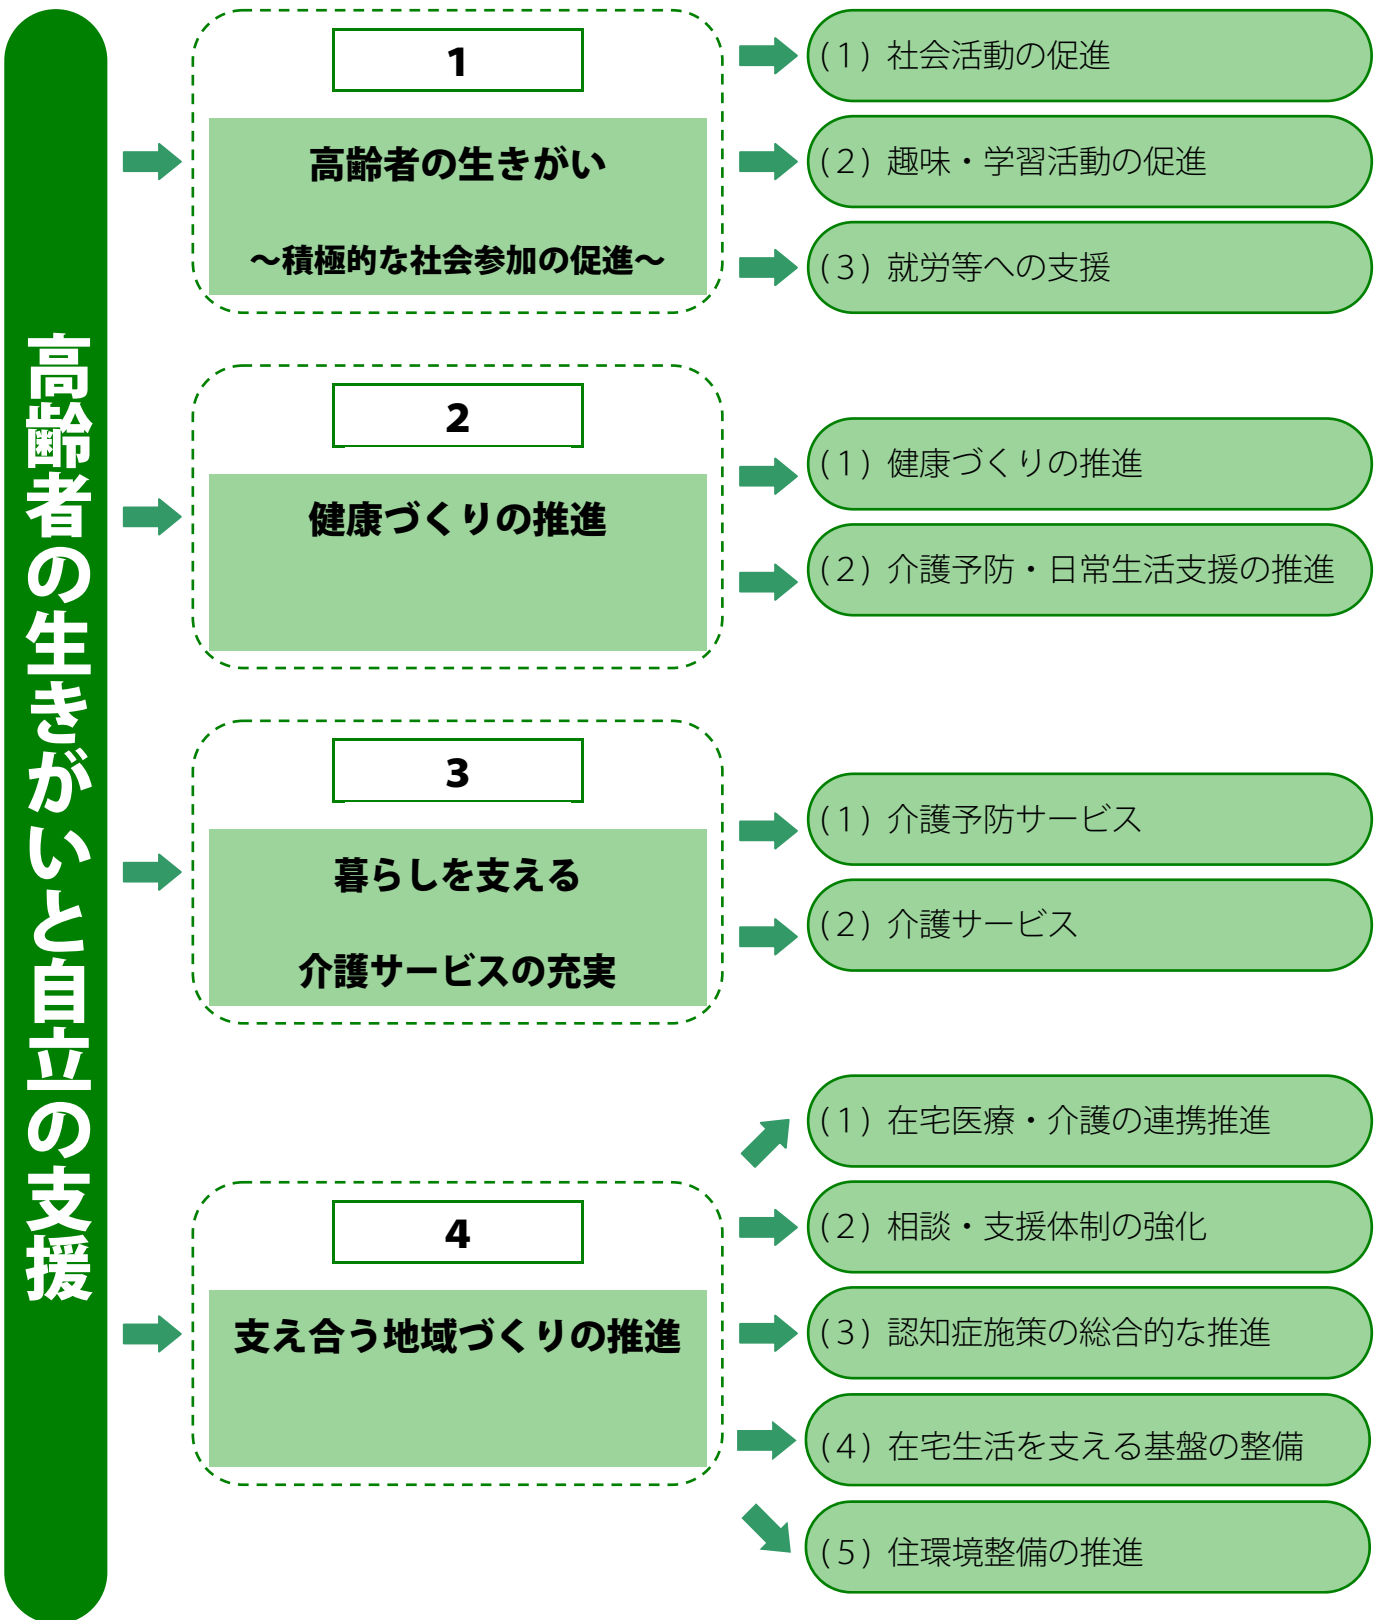 高齢者の生きがいと自立の支援
1
高齢者の生きがい
～積極的な社会参加の促進～
(1) 社会活動の促進
(2) 趣味・学習活動の促進
(3) 就労等への支援
2
健康づくりの推進
(1) 健康づくりの推進
(2) 介護予防・日常生活支援の推進
3
暮らしを支える
介護サービスの充実
(1) 介護予防サービス
(2) 介護サービス
4
支え合う地域づくりの推進
(1) 在宅医療・介護の連携推進
(2) 相談・支援体制の強化
(3) 認知症施策の総合的な推進
(4) 在宅生活を支える基盤の整備
(5) 住環境整備の推進